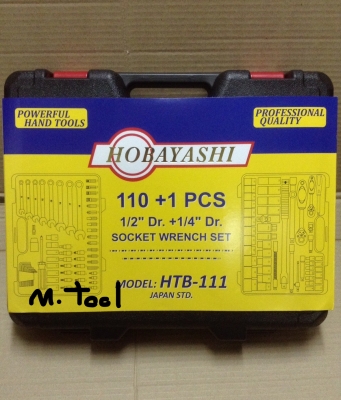 POWERFUL
HAND TOOLS
PROFESSIONAL
QUALITY
HOBAYASHI
110 +1 PCS
1/2" Dr. +1/4" Dr.
SOCKET WRENCH SET
MODEL: HTB-111
JAPAN STD.
M. Tool